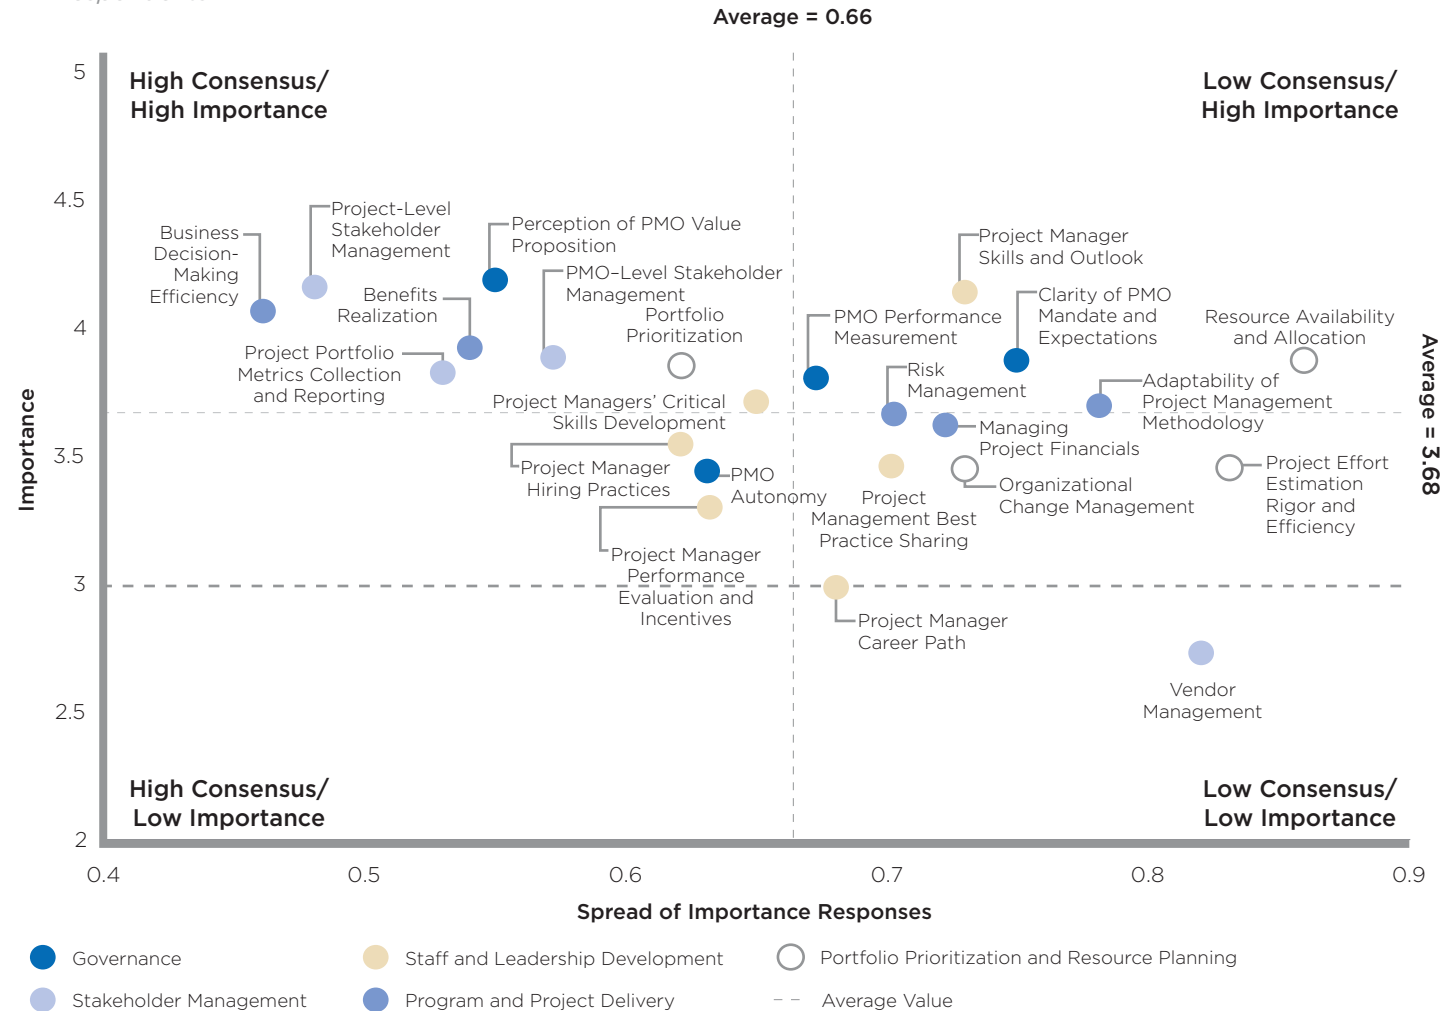 Average = 0.66
High Consensus/
High Importance
Low Consensus/
High Importance
5
4.5
4
3.5
3
2.5
2
Importance
Business
Decision-
Making
Efficiency
Project-Level
Stakeholder
Management
Perception of PMO Value
Proposition
PMO–Level Stakeholder
Management
Benefits
Realization
Portfolio
Prioritization
Project Portfolio
Metrics Collection
and Reporting
Project Managers' Critical
Skills Development
Project Manager
Hiring Practices
PMO
Autonomy
Project Manager
Performance
Evaluation and
Incentives
Project Manager
Skills and Outlook
PMO Performance
Measurement
Clarity of PMO
Mandate and
Expectations
Resource Availability
and Allocation
Risk
Management
Adaptability of
Project Management
Methodology
Managing
Project Financials
Project
Management Best
Practice Sharing
Organizational
Change Management
Project Effort
Estimation
Rigor and
Efficiency
Project Manager
Career Path
Vendor
Management
Average = 3.68
High Consensus/
Low Importance
Low Consensus/
Low Importance
0.4
0.5
0.6
0.7
0.8
0.9
Spread of Importance Responses
Governance
Staff and Leadership Development
Portfolio Prioritization and Resource Planning
Stakeholder Management
Program and Project Delivery
Average Value